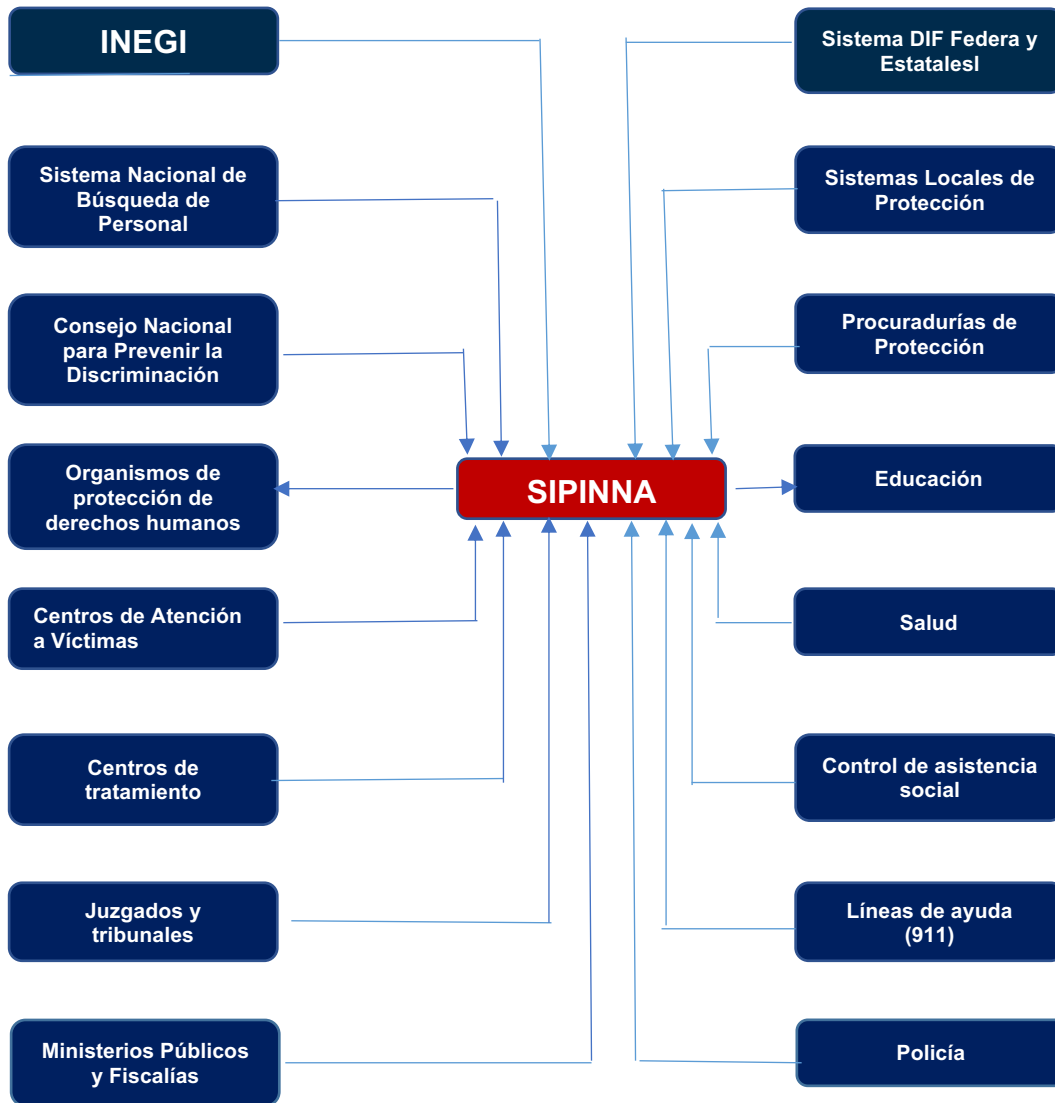 INEGI
Sistema DIF Federa y
Estatalesl
Sistema Nacional de
Búsqueda de
Personal
Sistemas Locales de
Protección
Consejo Nacional
para Prevenir la
Discriminación
Procuradurías de
Protección
Organismos de
protección de
derechos humanos
SIPINNA
Educación
Centros de Atención
a Víctimas
Salud
Centros de
tratamiento
Control de asistencia
social
Juzgados y
tribunales
Líneas de ayuda
(911)
Ministerios Públicos
y Fiscalías
Policía